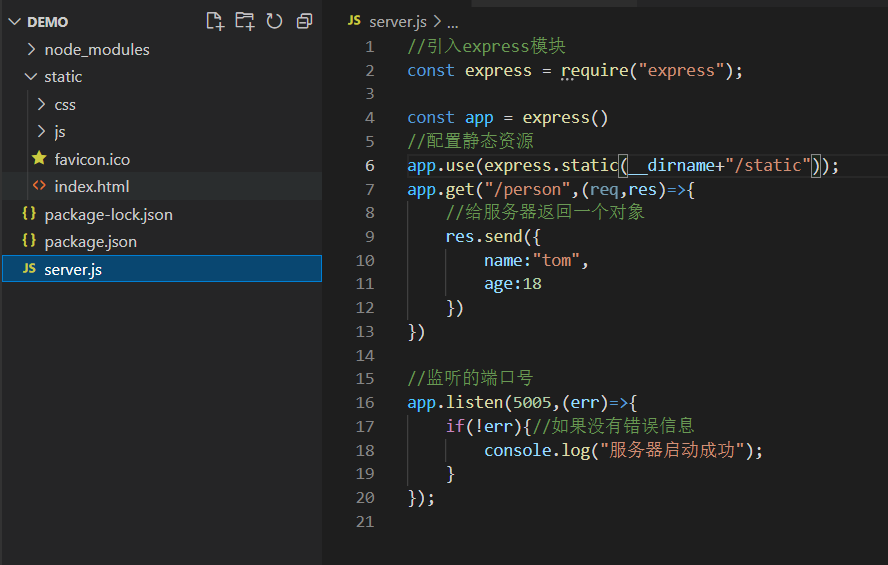 DEMO
node_modules
static
css
js
favicon.ico
<> index.html
{} package-lock.json
{} package.json
JS server.js
JS server.js > ...
1 //引入express模块
2 const express = require("express");
3
4 const app = express()
5 //配置静态资源
6 app.use(express.static(__dirname+"/static"));
7 app.get("/person",(req,res)=>{
8 //给服务器返回一个对象
9 res.send({
10 name:"tom",
11 age:18
12 })
13 })
14
15 //监听的端口号
16 app.listen(5005,(err)=>{
17 if(!err){//如果没有错误信息
18 console.log("服务器启动成功");
19 }
20 });
21